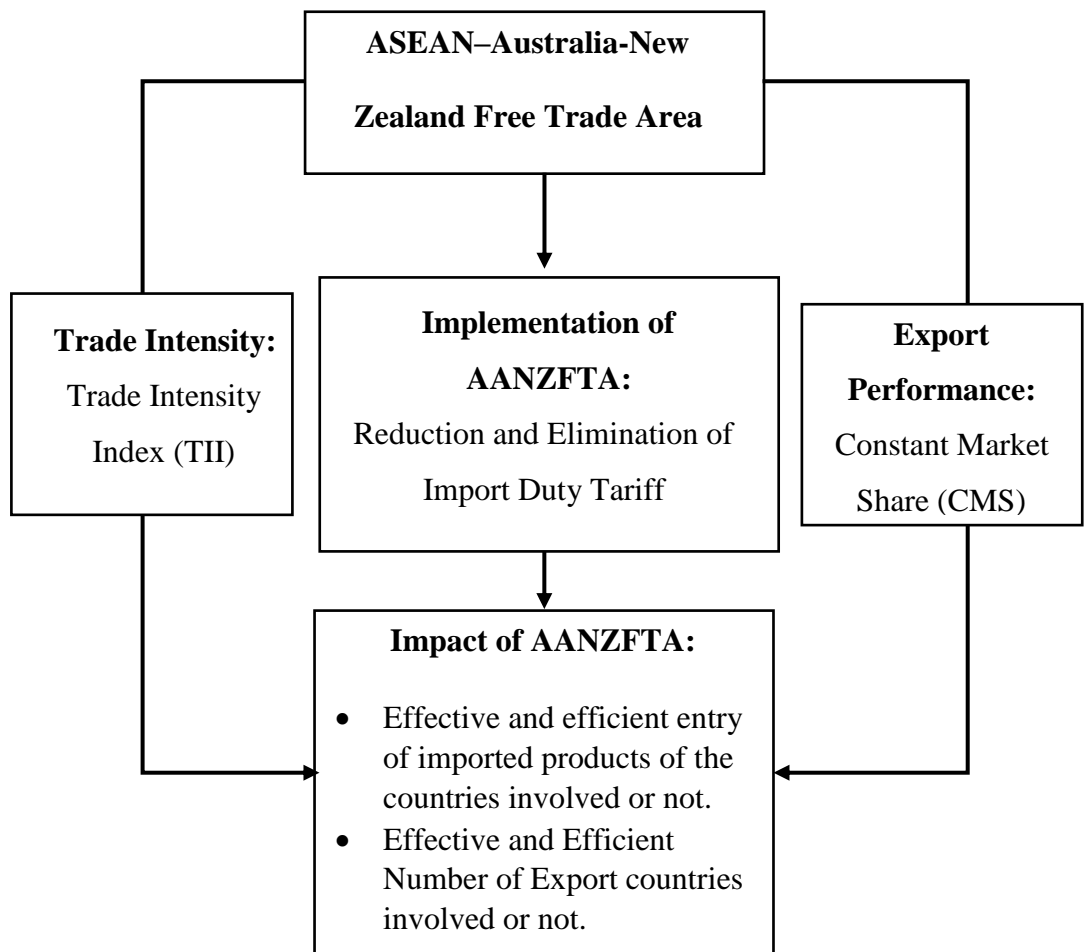 ASEAN–Australia-New
Zealand Free Trade Area
Trade Intensity:
Trade Intensity
Index (TII)
Implementation of
AANZFTA:
Reduction and Elimination of
Import Duty Tariff
Export
Performance:
Constant Market
Share (CMS)
Impact of AANZFTA:
• Effective and efficient entry
of imported products of the
countries involved or not.
• Effective and Efficient
Number of Export countries
involved or not.